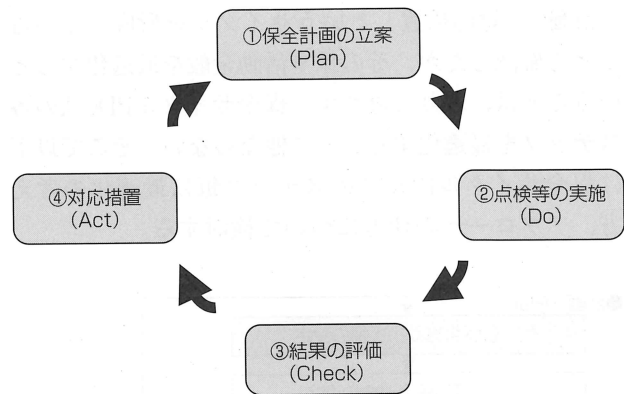 ①保全計画の立案
(Plan)
②点検等の実施
(Do)
③結果の評価
(Check)
④対応措置
(Act)